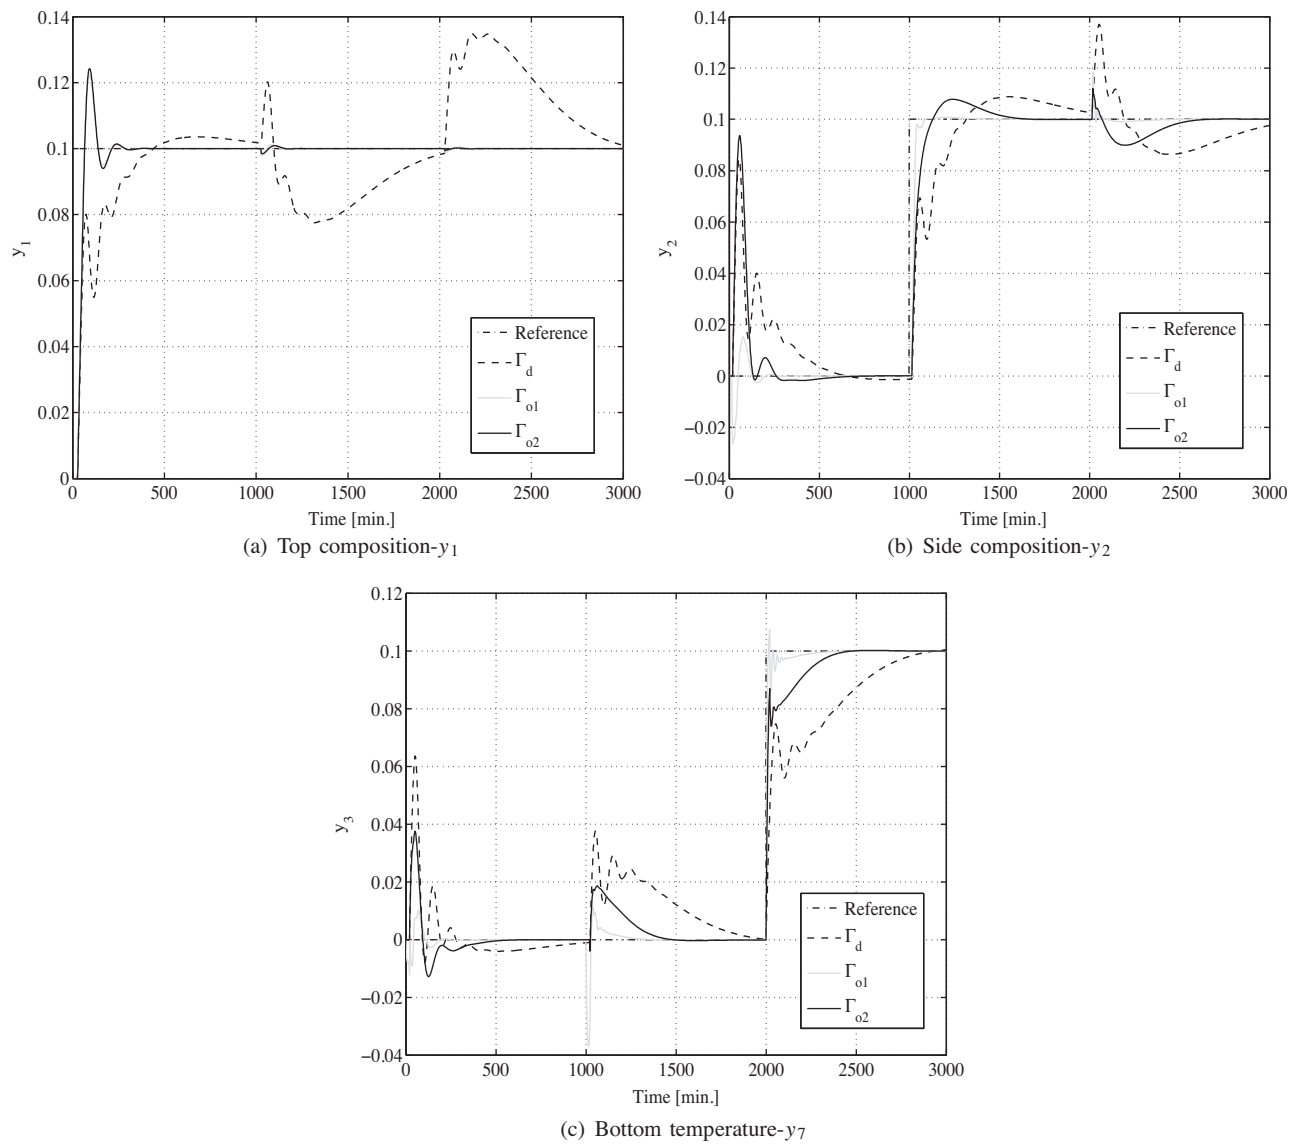 0.14
0.12
0.1
0.08
0.06
0.04
0.02
0
y1
0 500 1000 1500 2000 2500 3000
Time [min.]
Reference
Γd
Γo1
Γo2
(a) Top composition-y1
0.14
0.12
0.1
0.08
0.06
0.04
0.02
0
−0.02
−0.04
y2
0 500 1000 1500 2000 2500 3000
Time [min.]
Reference
Γd
Γo1
Γo2
(b) Side composition-y2
0.12
0.1
0.08
0.06
0.04
0.02
0
−0.02
−0.04
y3
0 500 1000 1500 2000 2500 3000
Time [min.]
Reference
Γd
Γo1
Γo2
(c) Bottom temperature-y7